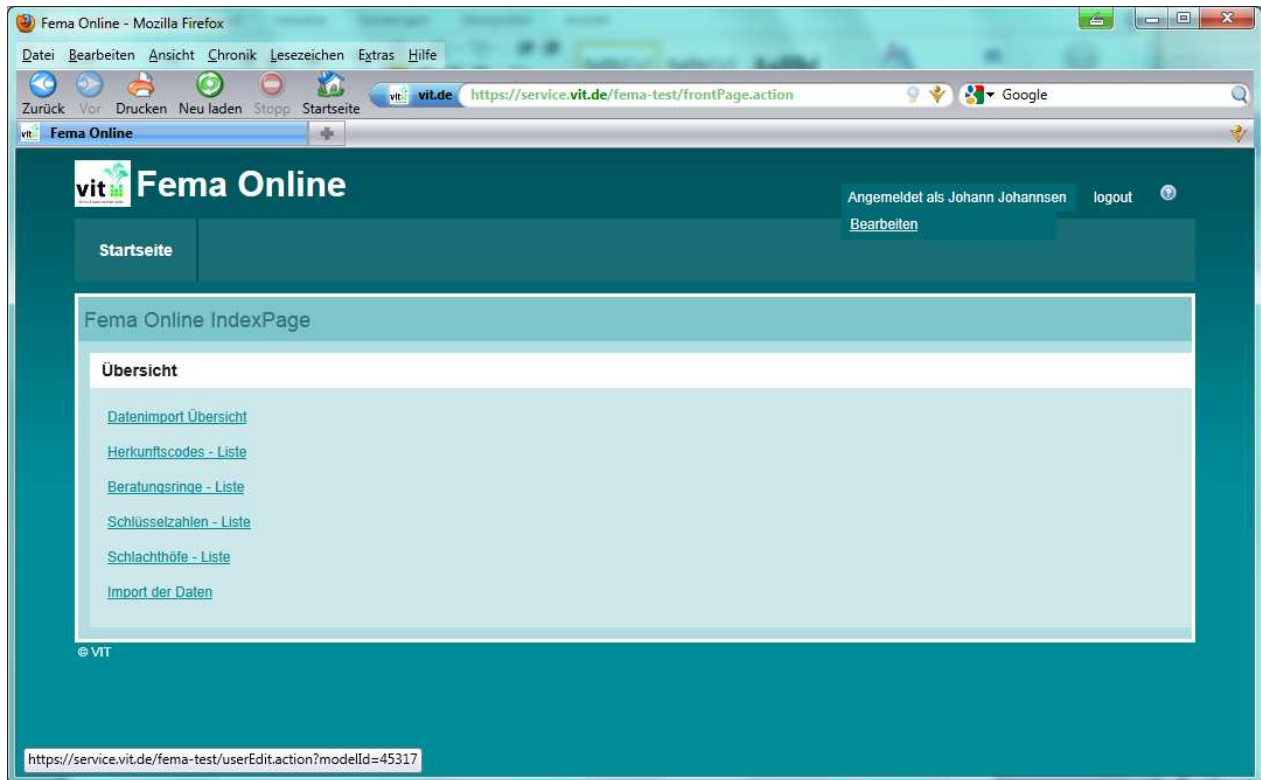 Fema Online - Mozilla Firefox
Datei Bearbeiten Ansicht Chronik Lesezeichen Extras Hilfe
Zurück Vor Drucken Neu laden Stopp Startseite
vit vit.de https://service.vit.de/fema-test/frontPage.action Google
vit Fema Online
vit Fema Online
Angemeldet als Johann Johannsen logout
Bearbeiten
Startseite
Fema Online IndexPage
Übersicht
Datenimport Übersicht
Herkunftscodes - Liste
Beratungsringe - Liste
Schlüsselzahlen - Liste
Schlachthöfe - Liste
Import der Daten
© VIT
https://service.vit.de/fema-test/userEdit.action?modelId=45317